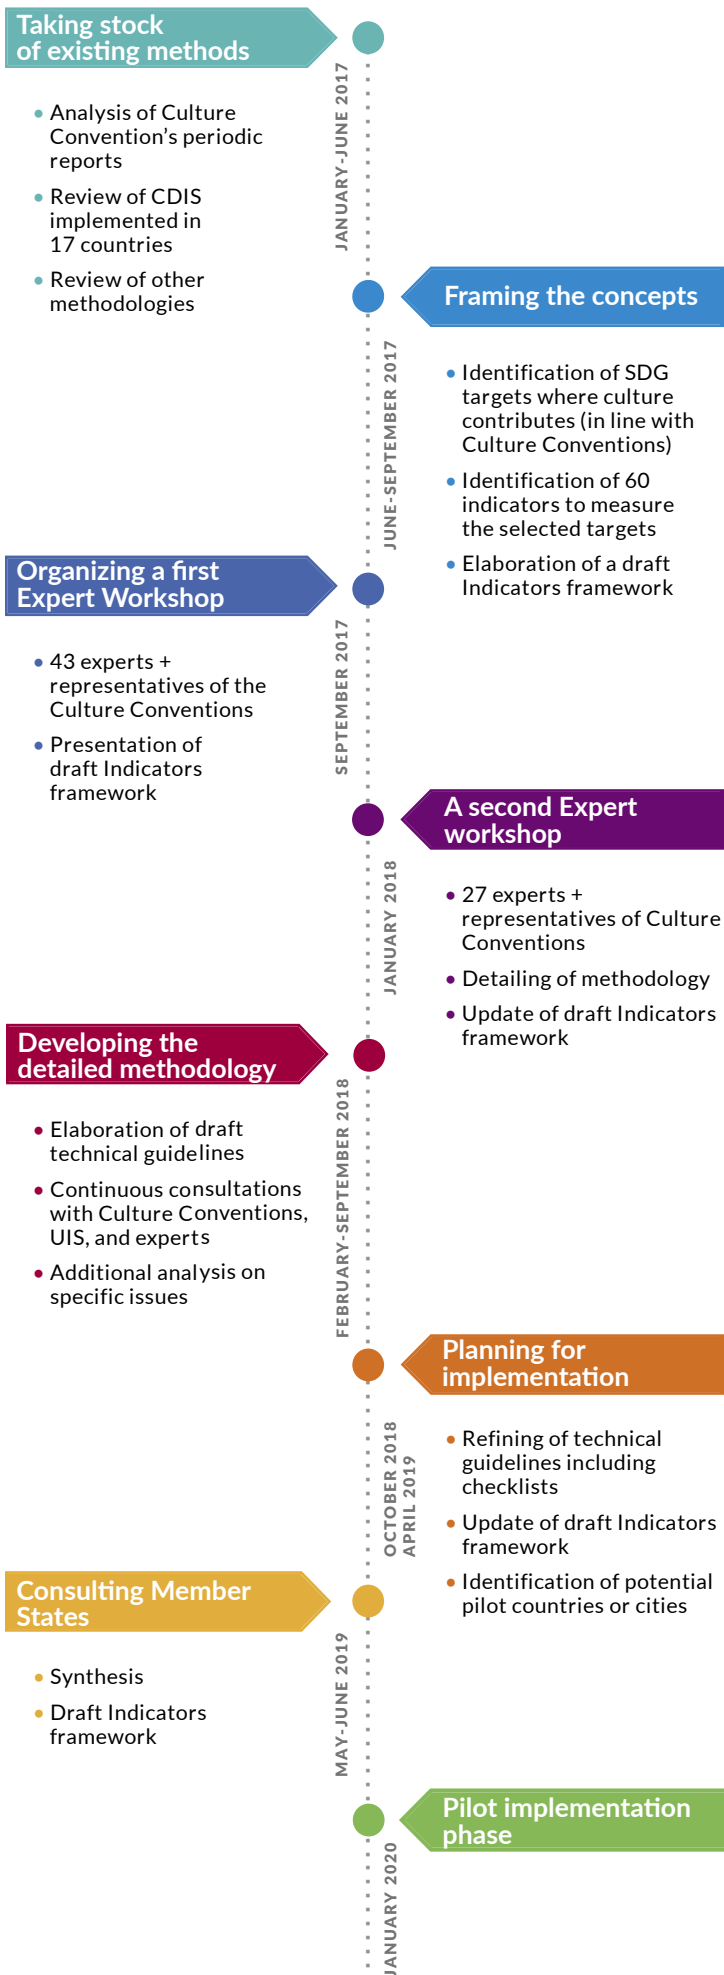 Taking stock
of existing methods
JANUARY-JUNE 2017
• Analysis of Culture
Convention's periodic
reports
• Review of CDIS
implemented in
17 countries
• Review of other
methodologies
Framing the concepts
JUNE-SEPTEMBER 2017
• Identification of SDG
targets where culture
contributes (in line with
Culture Conventions)
• Identification of 60
indicators to measure
the selected targets
• Elaboration of a draft
Indicators framework
Organizing a first
Expert Workshop
SEPTEMBER 2017
• 43 experts +
representatives of the
Culture Conventions
• Presentation of
draft Indicators
framework
A second Expert
workshop
JANUARY 2018
• 27 experts +
representatives of Culture
Conventions
• Detailing of methodology
• Update of draft Indicators
framework
Developing the
detailed methodology
FEBRUARY-SEPTEMBER 2018
• Elaboration of draft
technical guidelines
• Continuous consultations
with Culture Conventions,
UIS, and experts
• Additional analysis on
specific issues
Planning for
implementation
OCTOBER 2018
APRIL 2019
• Refining of technical
guidelines including
checklists
• Update of draft Indicators
framework
• Identification of potential
pilot countries or cities
Consulting Member
States
MAY-JUNE 2019
• Synthesis
• Draft Indicators
framework
Pilot implementation
phase
JANUARY 2020